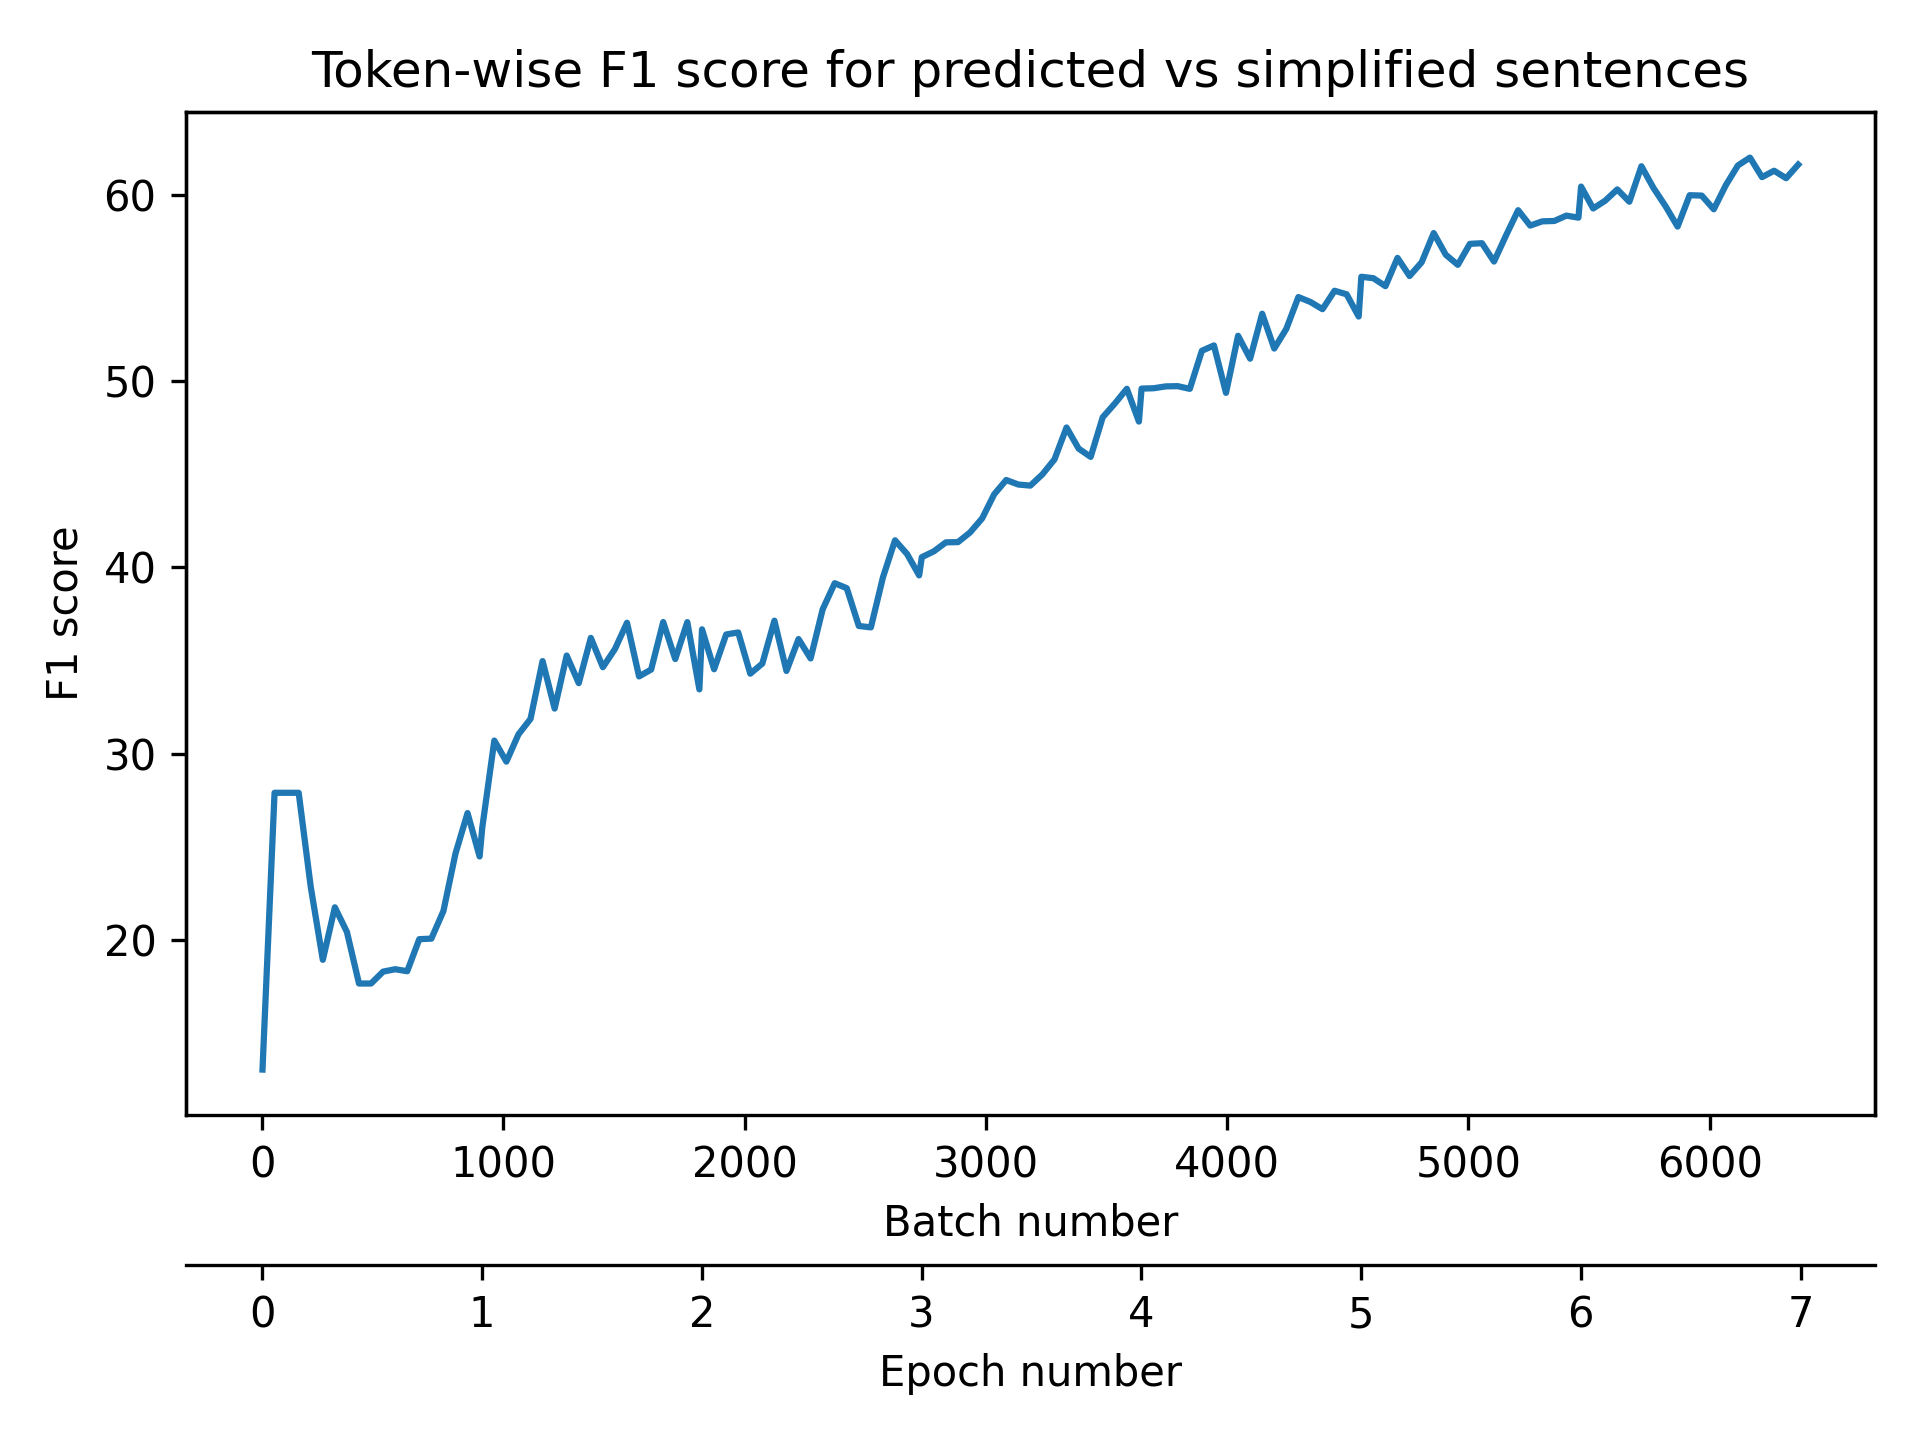 Token-wise F1 score for predicted vs simplified sentences
60
50
40
30
20
F1 score
0 1000 2000 3000 4000 5000 6000
Batch number
0 1 2 3 4 5 6 7
Epoch number